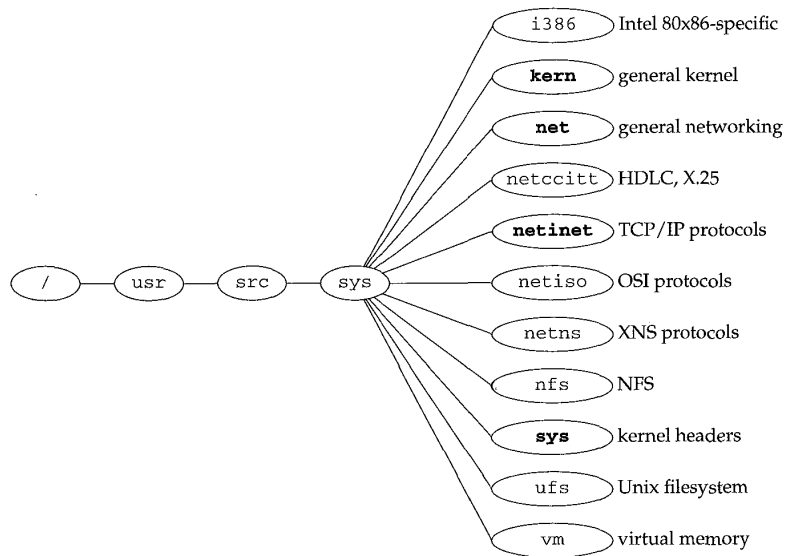 i386 Intel 80x86-specific
kern general kernel
net general networking
netccitt HDLC, X.25
netinet TCP/IP protocols
/ usr src sys netiso OSI protocols
netns XNS protocols
nfs NFS
sys kernel headers
ufs Unix filesystem
vm virtual memory